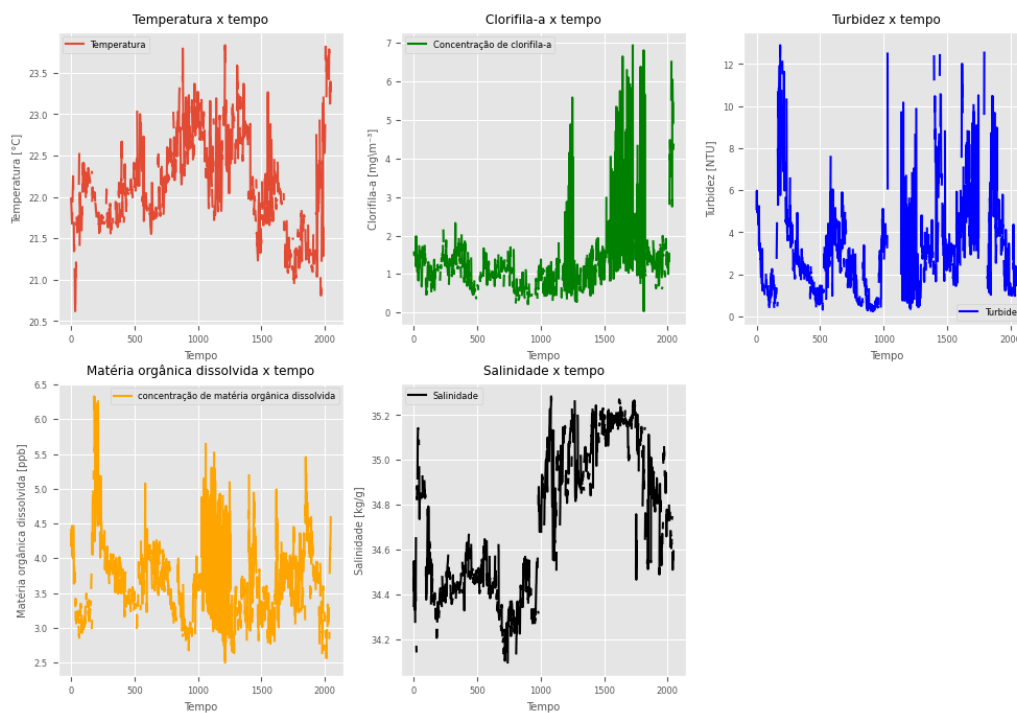 Temperatura x tempo
Temperatura
Temperatura [°C]
23.5
23.0
22.5
22.0
21.5
21.0
20.5
0 500 1000 1500 2000
Tempo
Clorifila-a x tempo
Concentração de clorifila-a
Clorifila-a [mg\m⁻³]
7
6
5
4
3
2
1
0
0 500 1000 1500 2000
Tempo
Turbidez x tempo
Turbidez [NTU]
12
10
8
6
4
2
0
Turbide
0 500 1000 1500 2000
Tempo
Matéria orgânica dissolvida x tempo
concentração de matéria orgânica dissolvida
Matéria orgânica dissolvida [ppb]
6.5
6.0
5.5
5.0
4.5
4.0
3.5
3.0
2.5
0 500 1000 1500 2000
Tempo
Salinidade x tempo
Salinidade
Salinidade [kg/g]
35.2
35.0
34.8
34.6
34.4
34.2
0 500 1000 1500 2000
Tempo